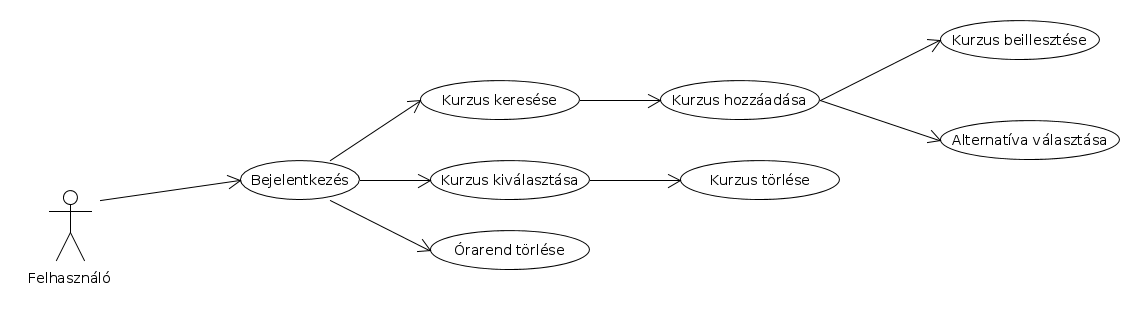 Kurzus beillesztése
Kurzus keresése
Kurzus hozzáadása
Alternatíva választása
Bejelentkezés
Kurzus kiválasztása
Kurzus törlése
Órarend törlése
Felhasználó